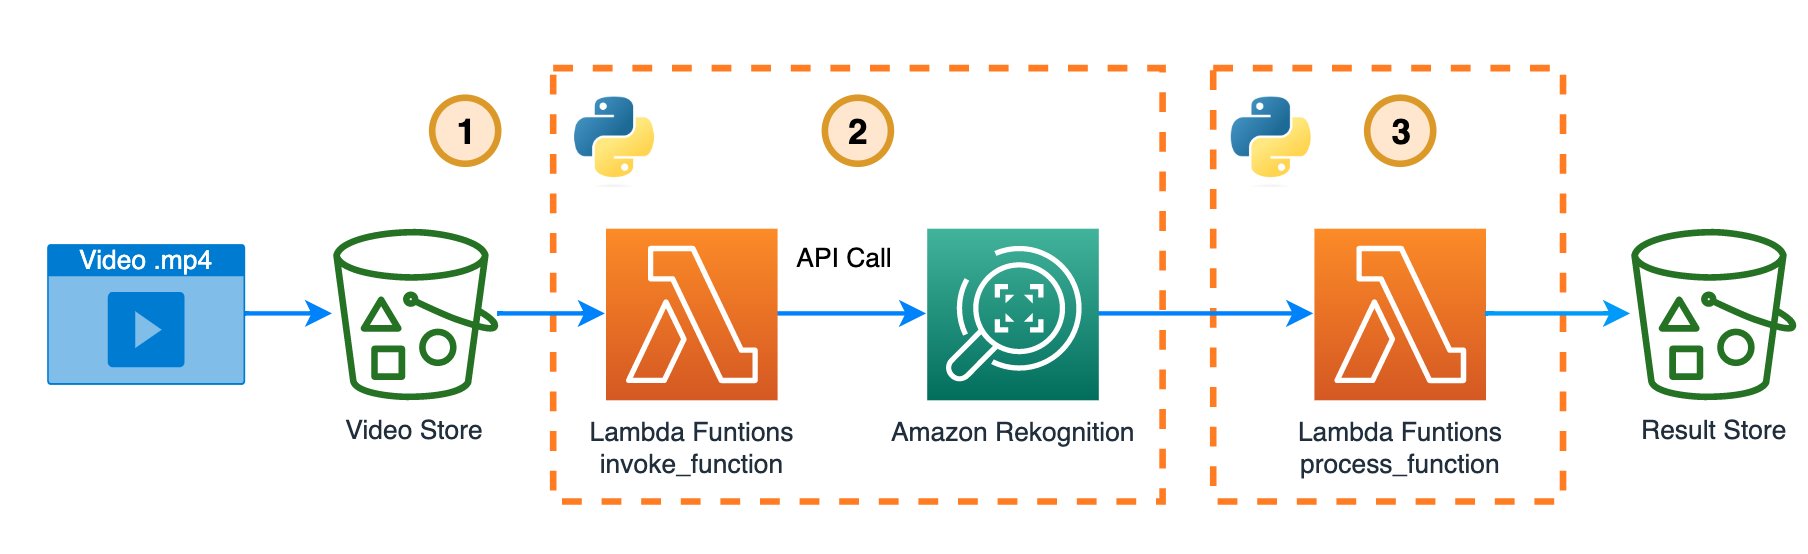 1
2
3
Video .mp4
API Call
Video Store
Lambda Funtions
invoke_function
Amazon Rekognition
Lambda Funtions
process_function
Result Store